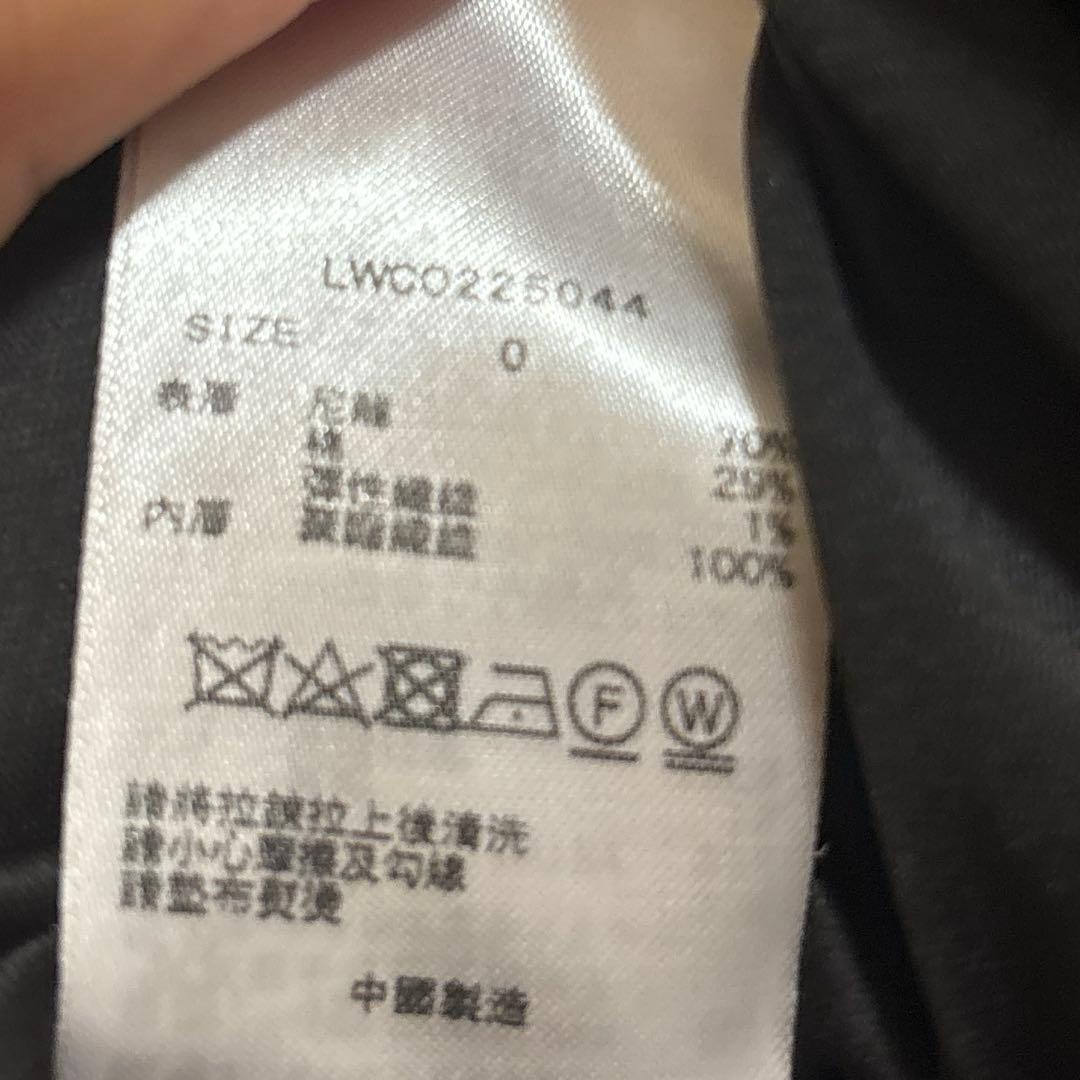 LWCO225044
SIZE 0
表層 尼龍 70%
棉 29%
彈性纖維 1%
內層 聚酯纖維 100%
F W
請將拉鍊拉上後清洗
請小心摩擦及勾線
請墊布熨燙
中國製造